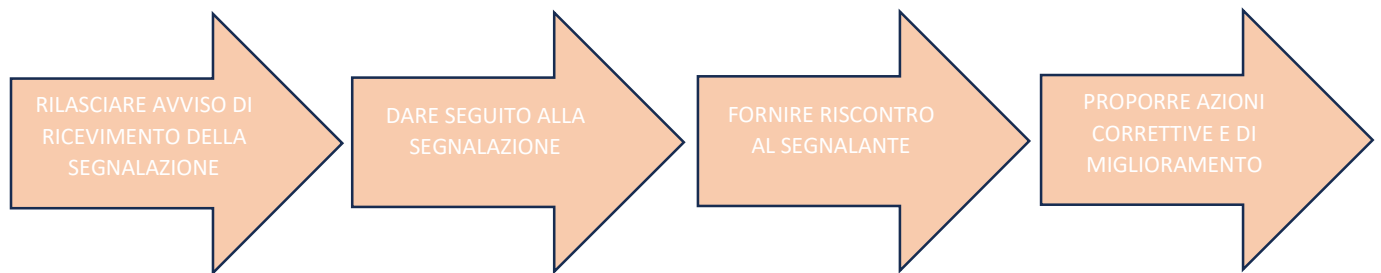 RILASCIARE AVVISO DI
RICEVIMENTO DELLA
SEGNALAZIONE
DARE SEGUITO ALLA
SEGNALAZIONE
FORNIRE RISCONTRO
AL SEGNALANTE
PROPORRE AZIONI
CORRETTIVE E DI
MIGLIORAMENTO